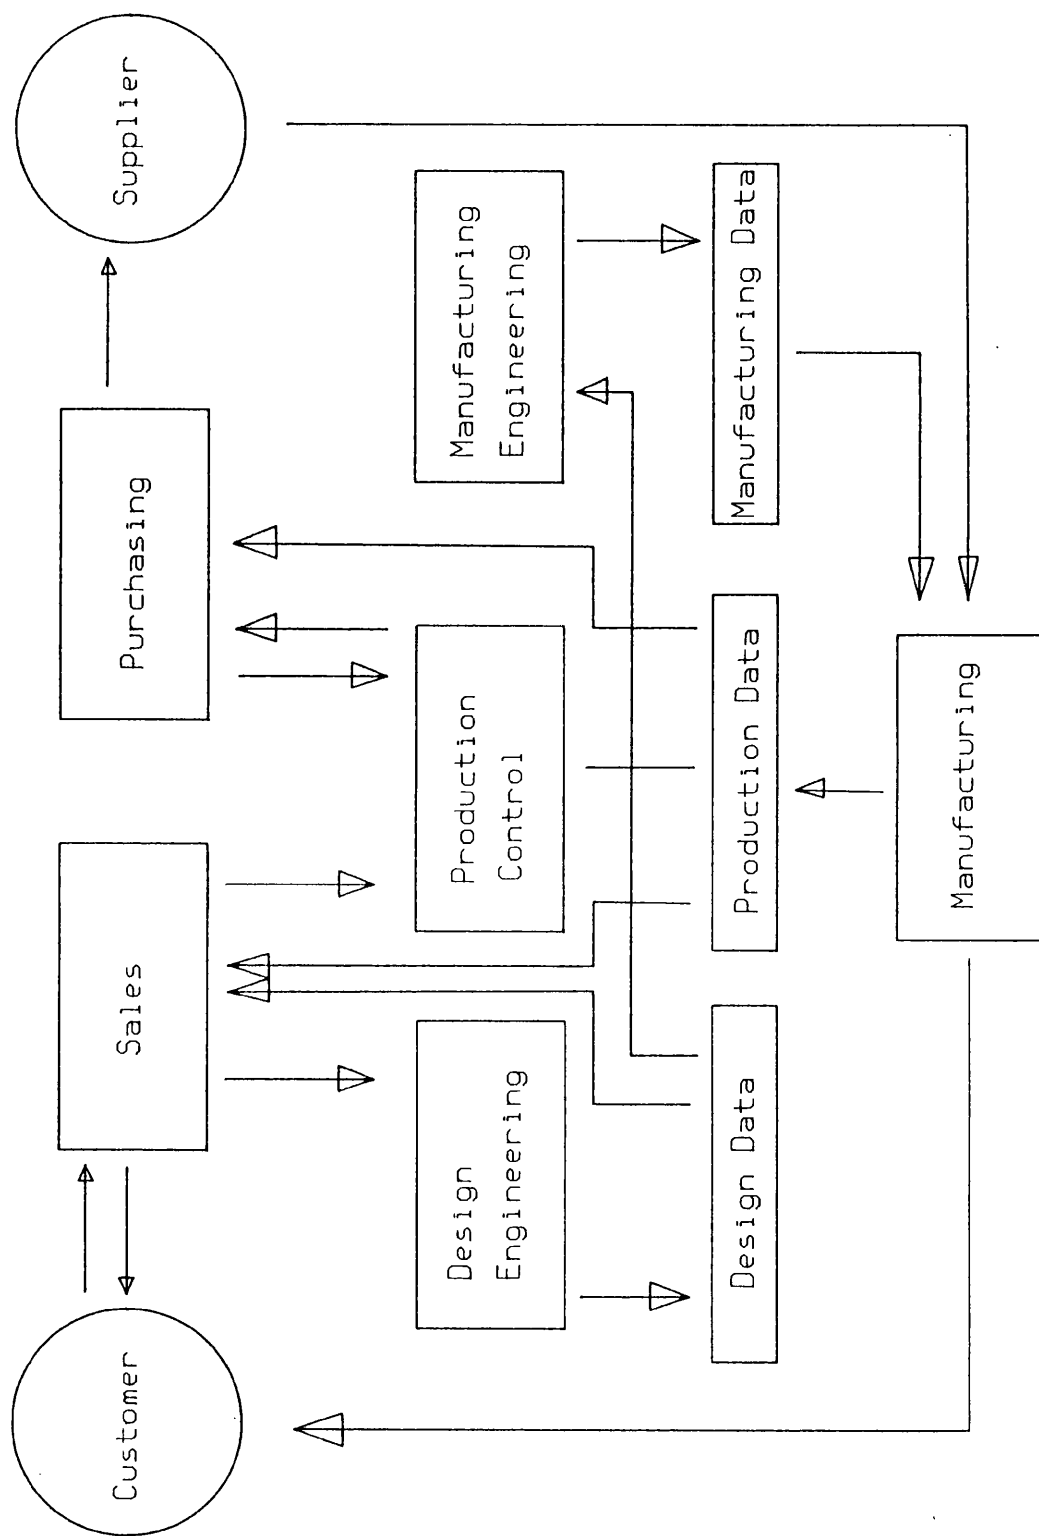 Customer
Sales
Purchasing
Supplier
Design
Engineering
Production
Control
Manufacturing
Engineering
Design Data
Production Data
Manufacturing Data
Manufacturing